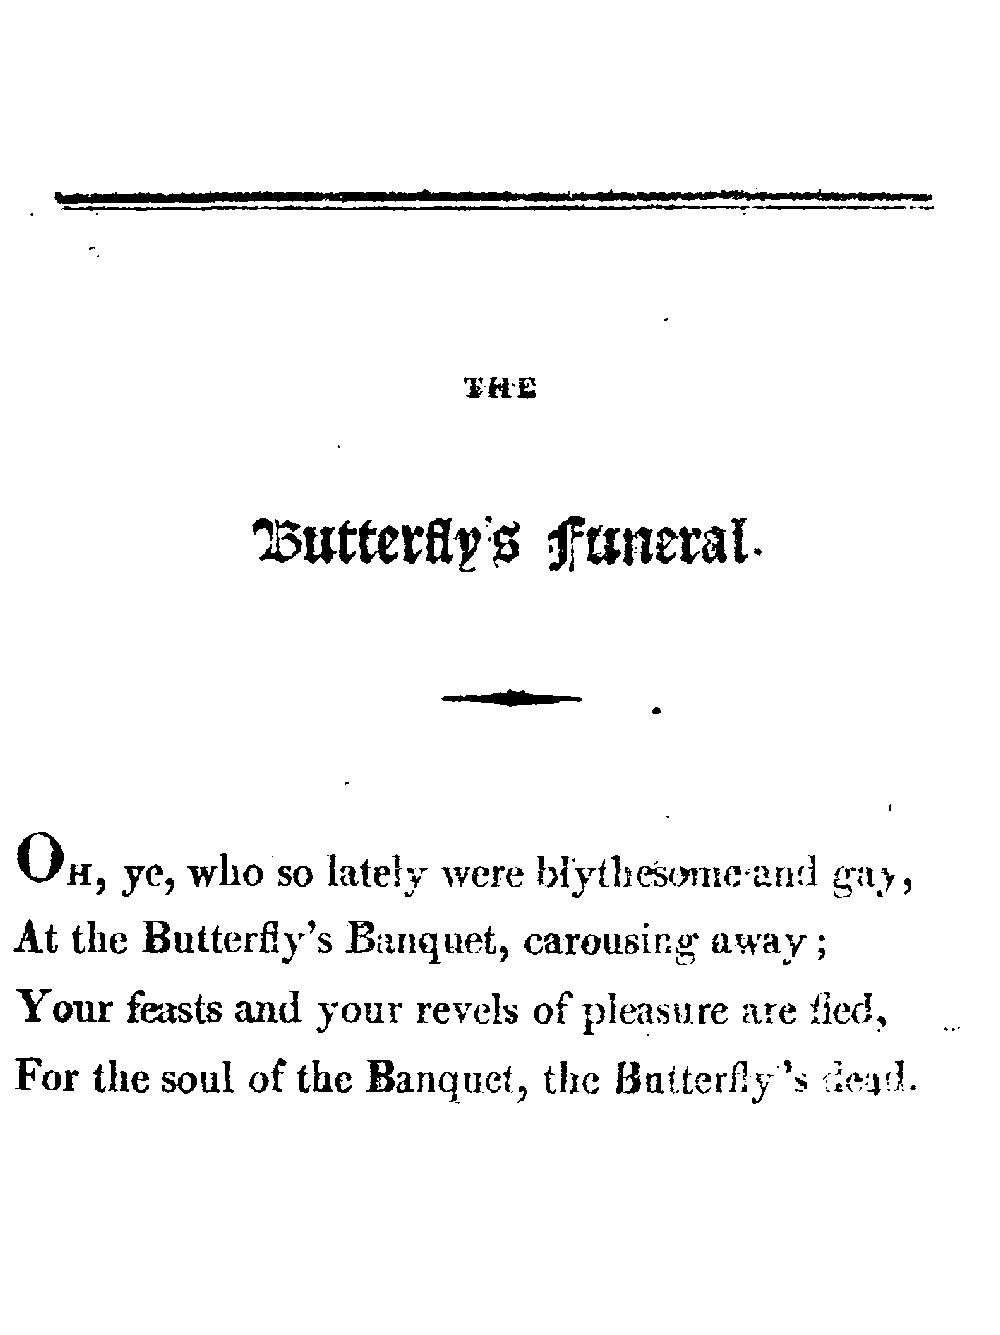 THE
Butterfly's Funeral.
OH, ye, who so lately were blythesome and gay,
At the Butterfly's Banquet, carousing away;
Your feasts and your revels of pleasure are fled,
For the soul of the Banquet, the Butterfly's dead.